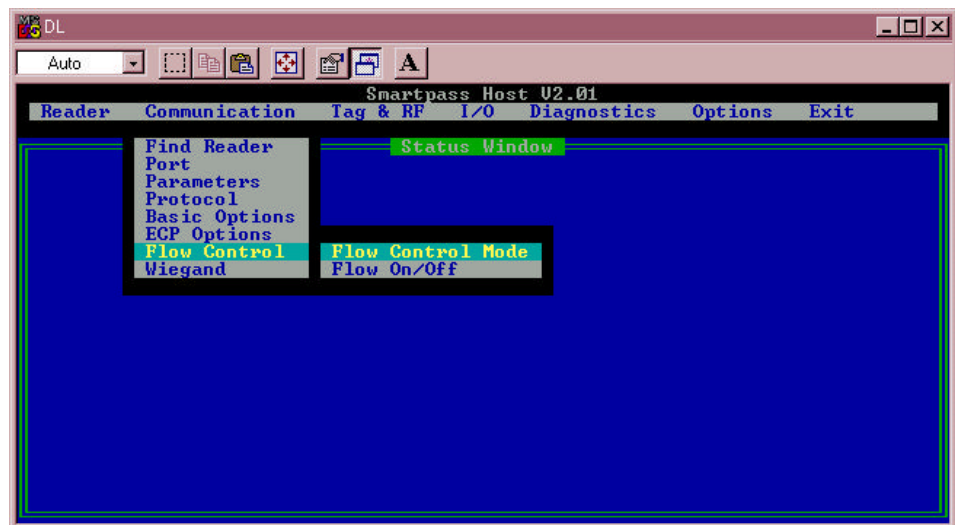 DL
Auto
A
Smartpass Host V2.01
Reader Communication Tag & RF I/O Diagnostics Options Exit
Status Window
Find Reader
Port
Parameters
Protocol
Basic Options
ECP Options
Flow Control Flow Control Mode
Wiegand Flow On/Off